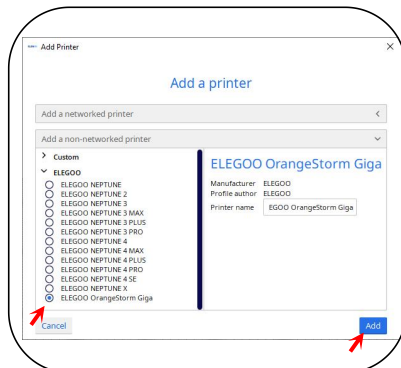 Add Printer
Add a printer
Add a networked printer
Add a non-networked printer
Custom
ELEGOO
ELEGOO NEPTUNE
ELEGOO NEPTUNE 2
ELEGOO NEPTUNE 3
ELEGOO NEPTUNE 3 MAX
ELEGOO NEPTUNE 3 PLUS
ELEGOO NEPTUNE 3 PRO
ELEGOO NEPTUNE 4
ELEGOO NEPTUNE 4 MAX
ELEGOO NEPTUNE 4 PLUS
ELEGOO NEPTUNE 4 PRO
ELEGOO NEPTUNE 4 SE
ELEGOO NEPTUNE X
ELEGOO OrangeStorm Giga
ELEGOO OrangeStorm Giga
Manufacturer ELEGOO
Profile author ELEGOO
Printer name EGOO OrangeStorm Giga
Cancel
Add